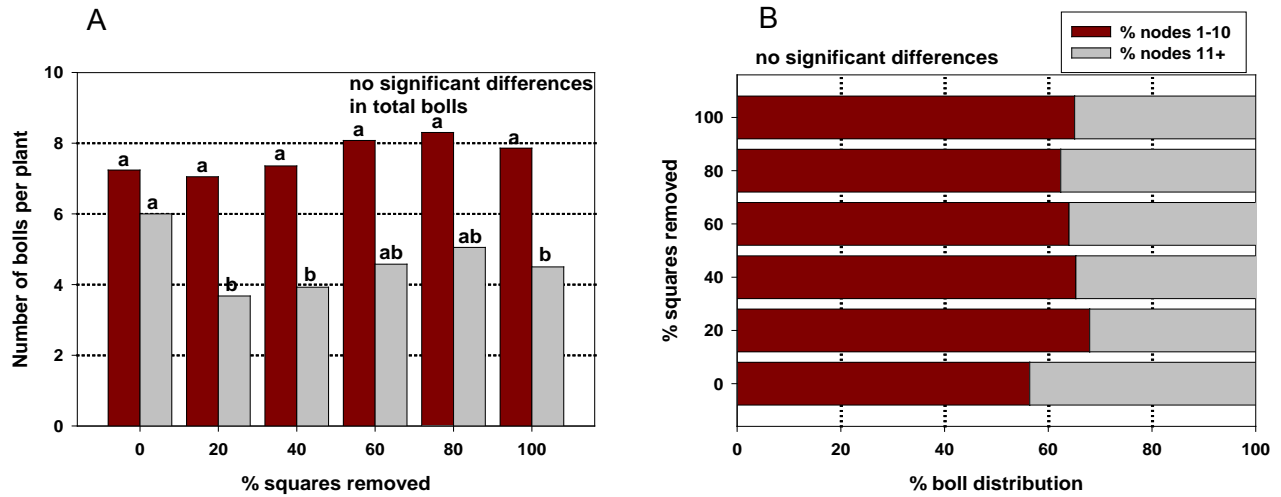 A
no significant differences
in total bolls
Number of bolls per plant
10
8
6
4
2
0
a
a
a
b
a
b
a
ab
a
ab
a
b
0 20 40 60 80 100
% squares removed
B
% nodes 1-10
% nodes 11+
no significant differences
% squares removed
100
80
60
40
20
0
0 20 40 60 80 100
% boll distribution